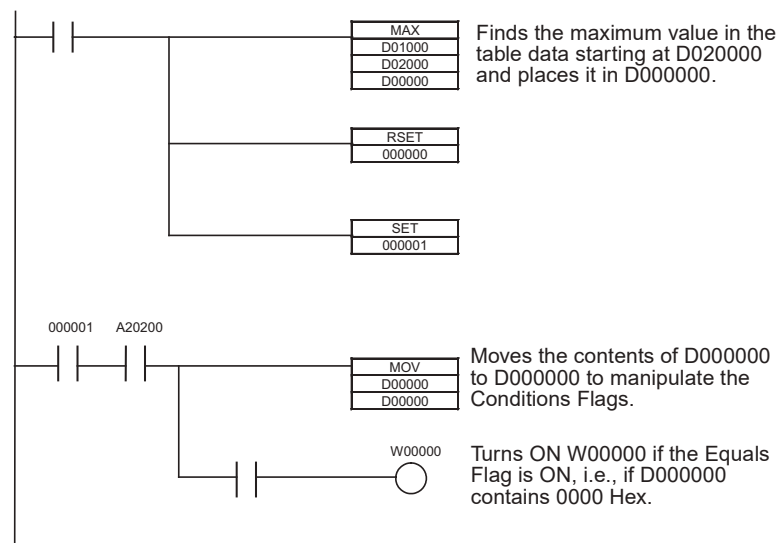 MAX
D01000
D02000
D00000
Finds the maximum value in the
table data starting at D020000
and places it in D000000.
RSET
000000
SET
000001
000001 A20200
MOV
D00000
D00000
Moves the contents of D000000
to D000000 to manipulate the
Conditions Flags.
W00000
Turns ON W00000 if the Equals
Flag is ON, i.e., if D000000
contains 0000 Hex.